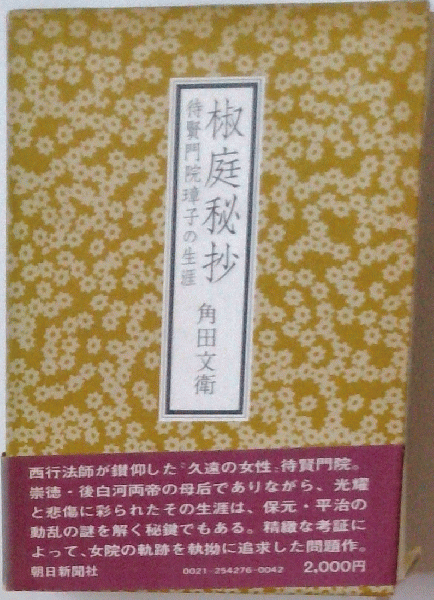 椒庭秘抄
待賢門院璋子の生涯
角田文衛
西行法師が鑚仰した〝久遠の女性〟待賢門院。
崇徳・後白河両帝の母后でありながら、光耀
と悲傷に彩られたその生涯は、保元・平治の
動乱の謎を解く秘鍵でもある。精緻な考証に
よって、女院の軌跡を執拗に追求した問題作。
朝日新聞社 0021-254276-0042 2,000円